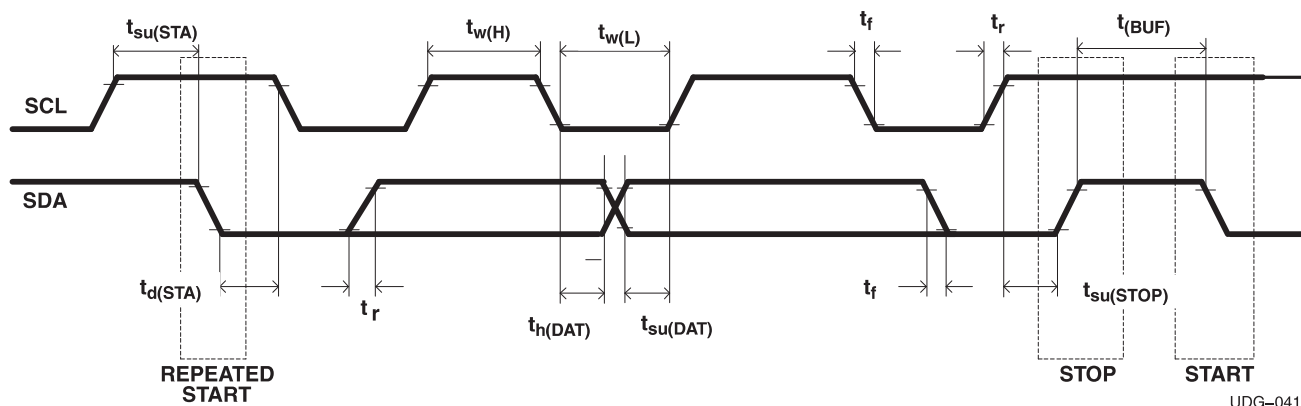 tsu(STA)
tw(H)
tw(L)
tf
tr
t(BUF)
SCL
SDA
td(STA)
tr
th(DAT)
tsu(DAT)
tf
tsu(STOP)
REPEATED
START
STOP
START
UDG–041